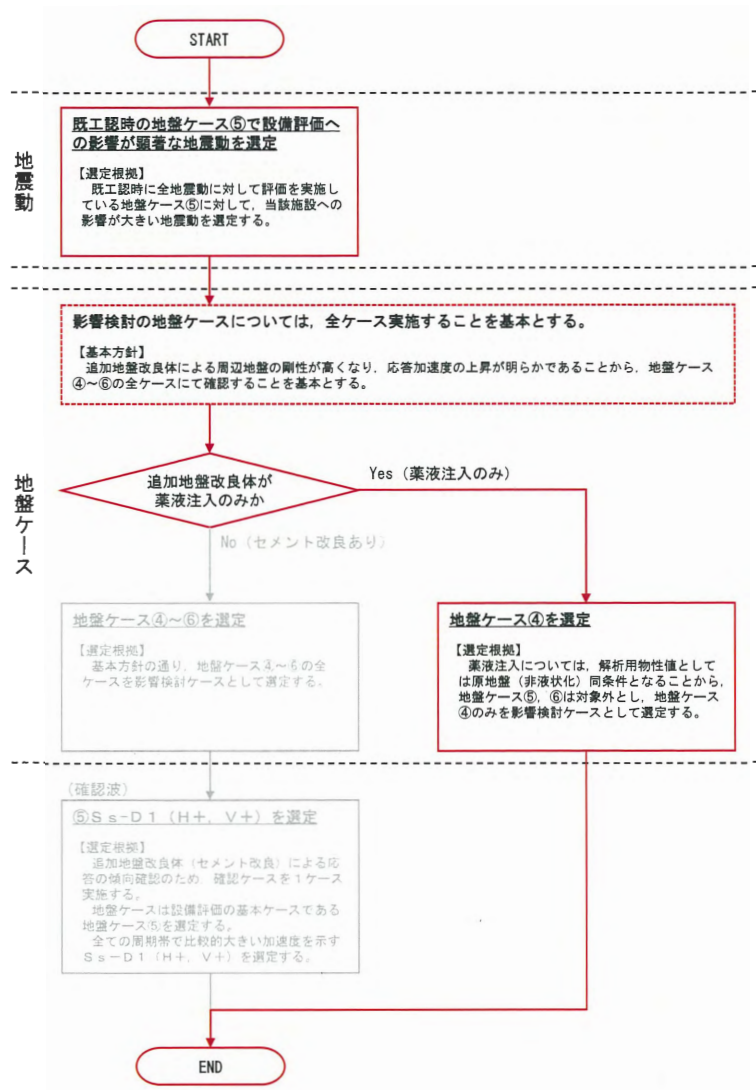 START
地震動
既工認時の地盤ケース⑤で設備評価へ
の影響が顕著な地震動を選定
【選定根拠】
既工認時に全地震動に対して評価を実施し
ている地盤ケース⑤に対して，当該施設への
影響が大きい地震動を選定する。
地盤ケース
影響検討の地盤ケースについては，全ケース実施することを基本とする。
【基本方針】
追加地盤改良体による周辺地盤の剛性が高くなり，応答加速度の上昇が明らかであることから，地盤ケース
④～⑥の全ケースにて確認することを基本とする。
追加地盤改良体が
薬液注入のみか
Yes（薬液注入のみ）
No（セメント改良あり）
地盤ケース④～⑥を選定
【選定根拠】
基本方針の通り，地盤ケース④～⑥の全
ケースを影響検討ケースとして選定する。
地盤ケース④を選定
【選定根拠】
薬液注入については，解析用物性値として
は原地盤（非液状化）同条件となることから，
地盤ケース⑤，⑥は対象外とし，地盤ケース
④のみを影響検討ケースとして選定する。
(確認波)
⑤Ｓｓ−Ｄ１（Ｈ＋，Ｖ＋）を選定
【選定根拠】
追加地盤改良体（セメント改良）による応
答の傾向確認のため，確認ケースを１ケース
実施する。
地盤ケースは設備評価の基本ケースである
地盤ケース⑤を選定する。
全ての周期帯で比較的大きい加速度を示す
Ｓｓ−Ｄ１（Ｈ＋，Ｖ＋）を選定する。
END